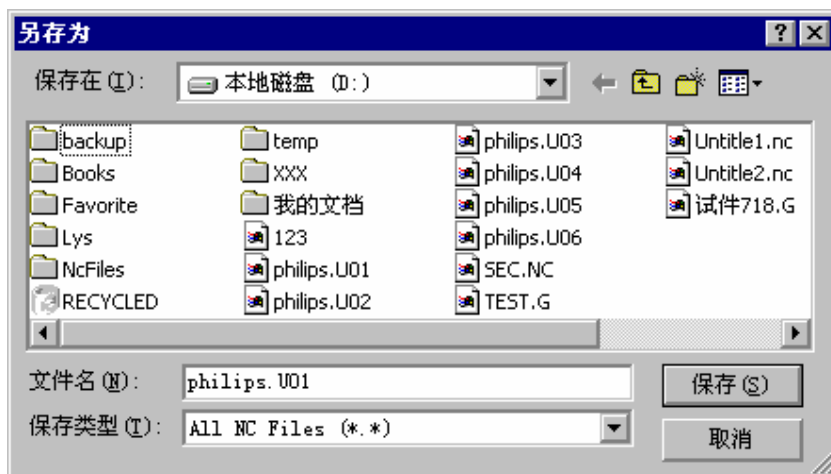 另存为
保存在(I): 本地磁盘 (D:)
backup temp philips.U03 Untitle1.nc
Books XXX philips.U04 Untitle2.nc
Favorite 我的文档 philips.U05 试件718.G
Lys 123 philips.U06
NcFiles philips.U01 SEC.NC
RECYCLED philips.U02 TEST.G
文件名(N): philips.U01 保存(S)
保存类型(T): All NC Files (*.*) 取消